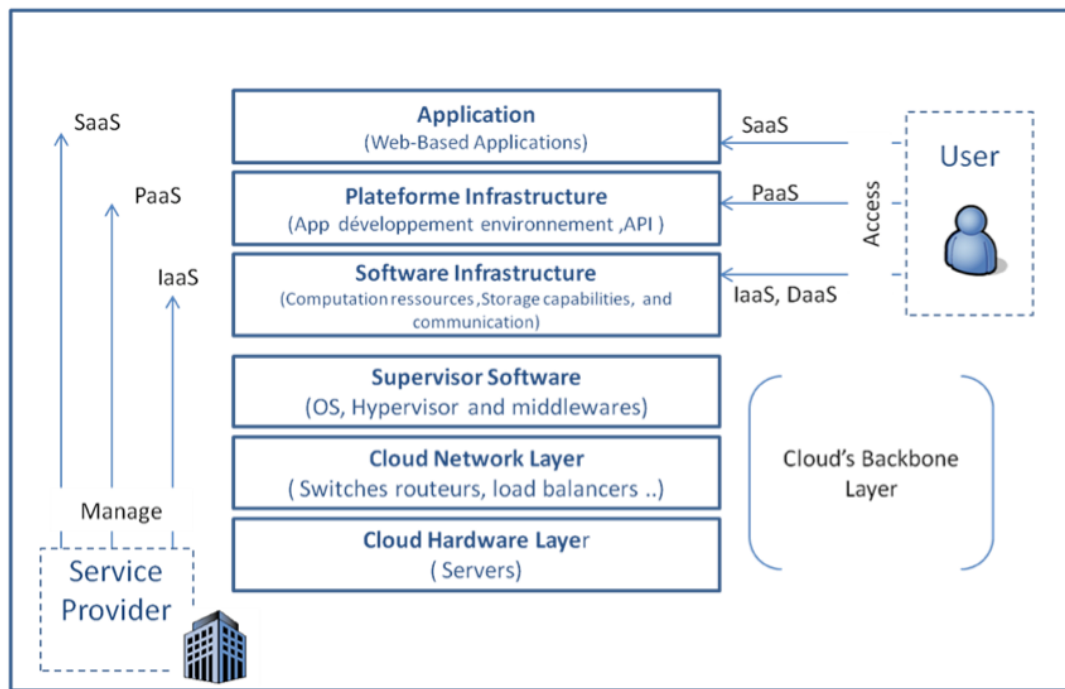 SaaS
PaaS
IaaS
Manage
Service
Provider
Application
(Web-Based Applications)
Plateforme Infrastructure
(App développement environnement ,API )
Software Infrastructure
(Computation ressources ,Storage capabilities, and
communication)
Supervisor Software
(OS, Hypervisor and middlewares)
Cloud Network Layer
( Switches routeurs, load balancers ..)
Cloud Hardware Layer
( Servers)
SaaS
PaaS
IaaS, DaaS
Access
User
Cloud's Backbone
Layer